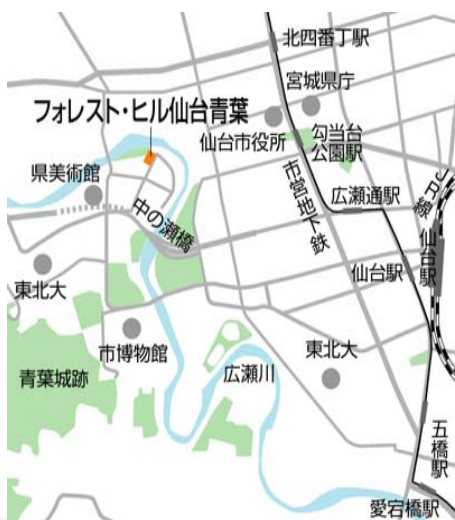 北四番丁駅
宮城県庁
フォレスト・ヒル仙台青葉
仙台市役所
勾当台
公園駅
県美術館
中の瀬橋
市営地下鉄
広瀬通駅
JR線
仙台駅
仙台駅
東北大
市博物館
広瀬川
東北大
青葉城跡
五橋駅
愛宕橋駅